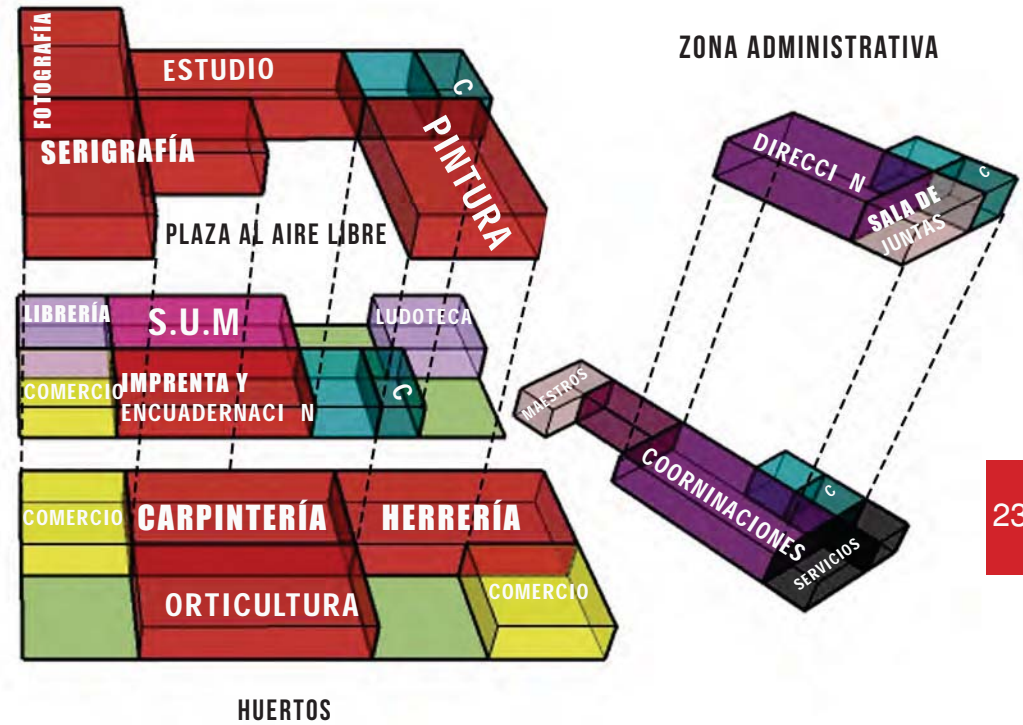 FOTOGRAFÍA
ESTUDIO
C
SERIGRAFÍA
PINTURA
PLAZA AL AIRE LIBRE
LIBRERÍA
S.U.M
LUDOTECA
COMERCIO
IMPRENTA Y
ENCUADERNACI N
C
COMERCIO
CARPINTERÍA
HERRERÍA
ORTICULTURA
COMERCIO
HUERTOS
ZONA ADMINISTRATIVA
DIRECCI N
C
SALA DE
JUNTAS
MAESTROS
COORNINACIONES
C
SERVICIOS
23